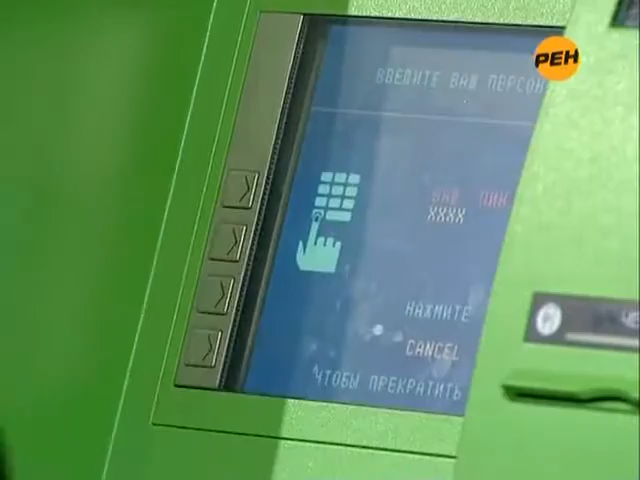 РЕН
ВВЕДИТЕ ВАШ ПЕРСОН
ВАШ ПИН
XXXX
НАЖМИТЕ
CANCEL
ЧТОБЫ ПРЕКРАТИТЬ